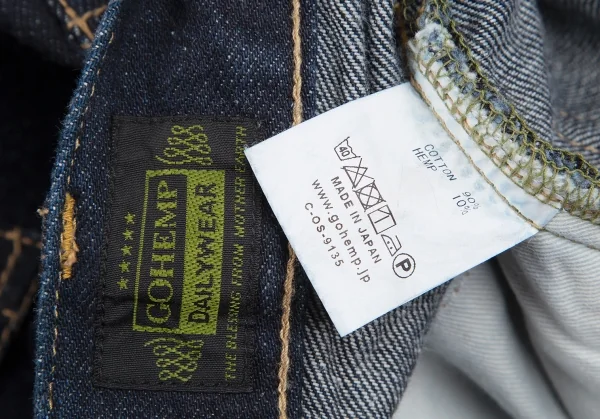 GOHEMP
DAILYWEAR
THE BLESSING FROM MOTHER EARTH
COTTON 90%
HEMP 10%
40
P
MADE IN JAPAN
www.gohemp.jp
C-OS-9135